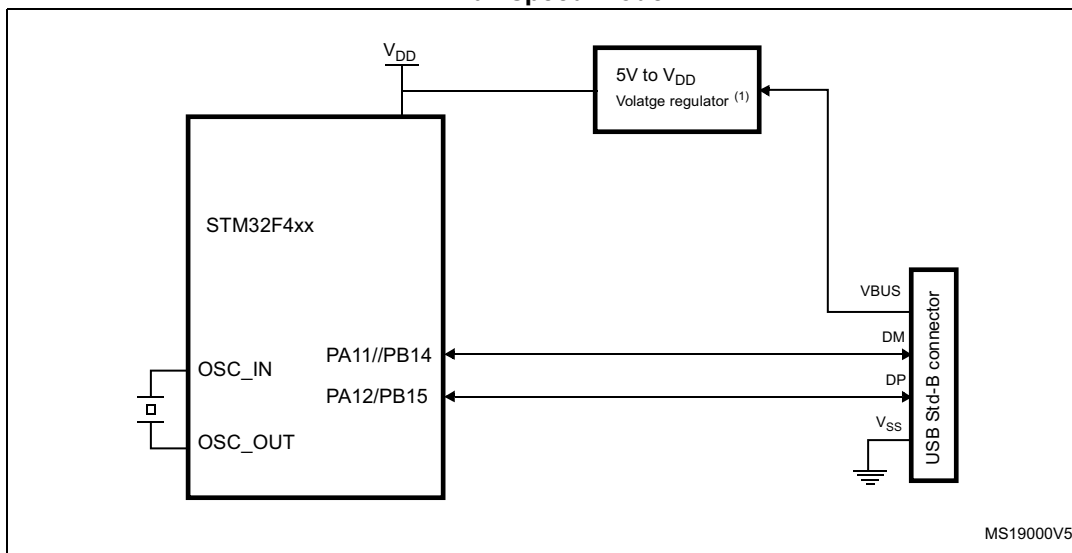 V_DD
5V to V_DD
Volatge regulator (1)
STM32F4xx
VBUS
PA11//PB14
DM
OSC_IN
PA12/PB15
DP
V_SS
OSC_OUT
USB Std-B connector
MS19000V5